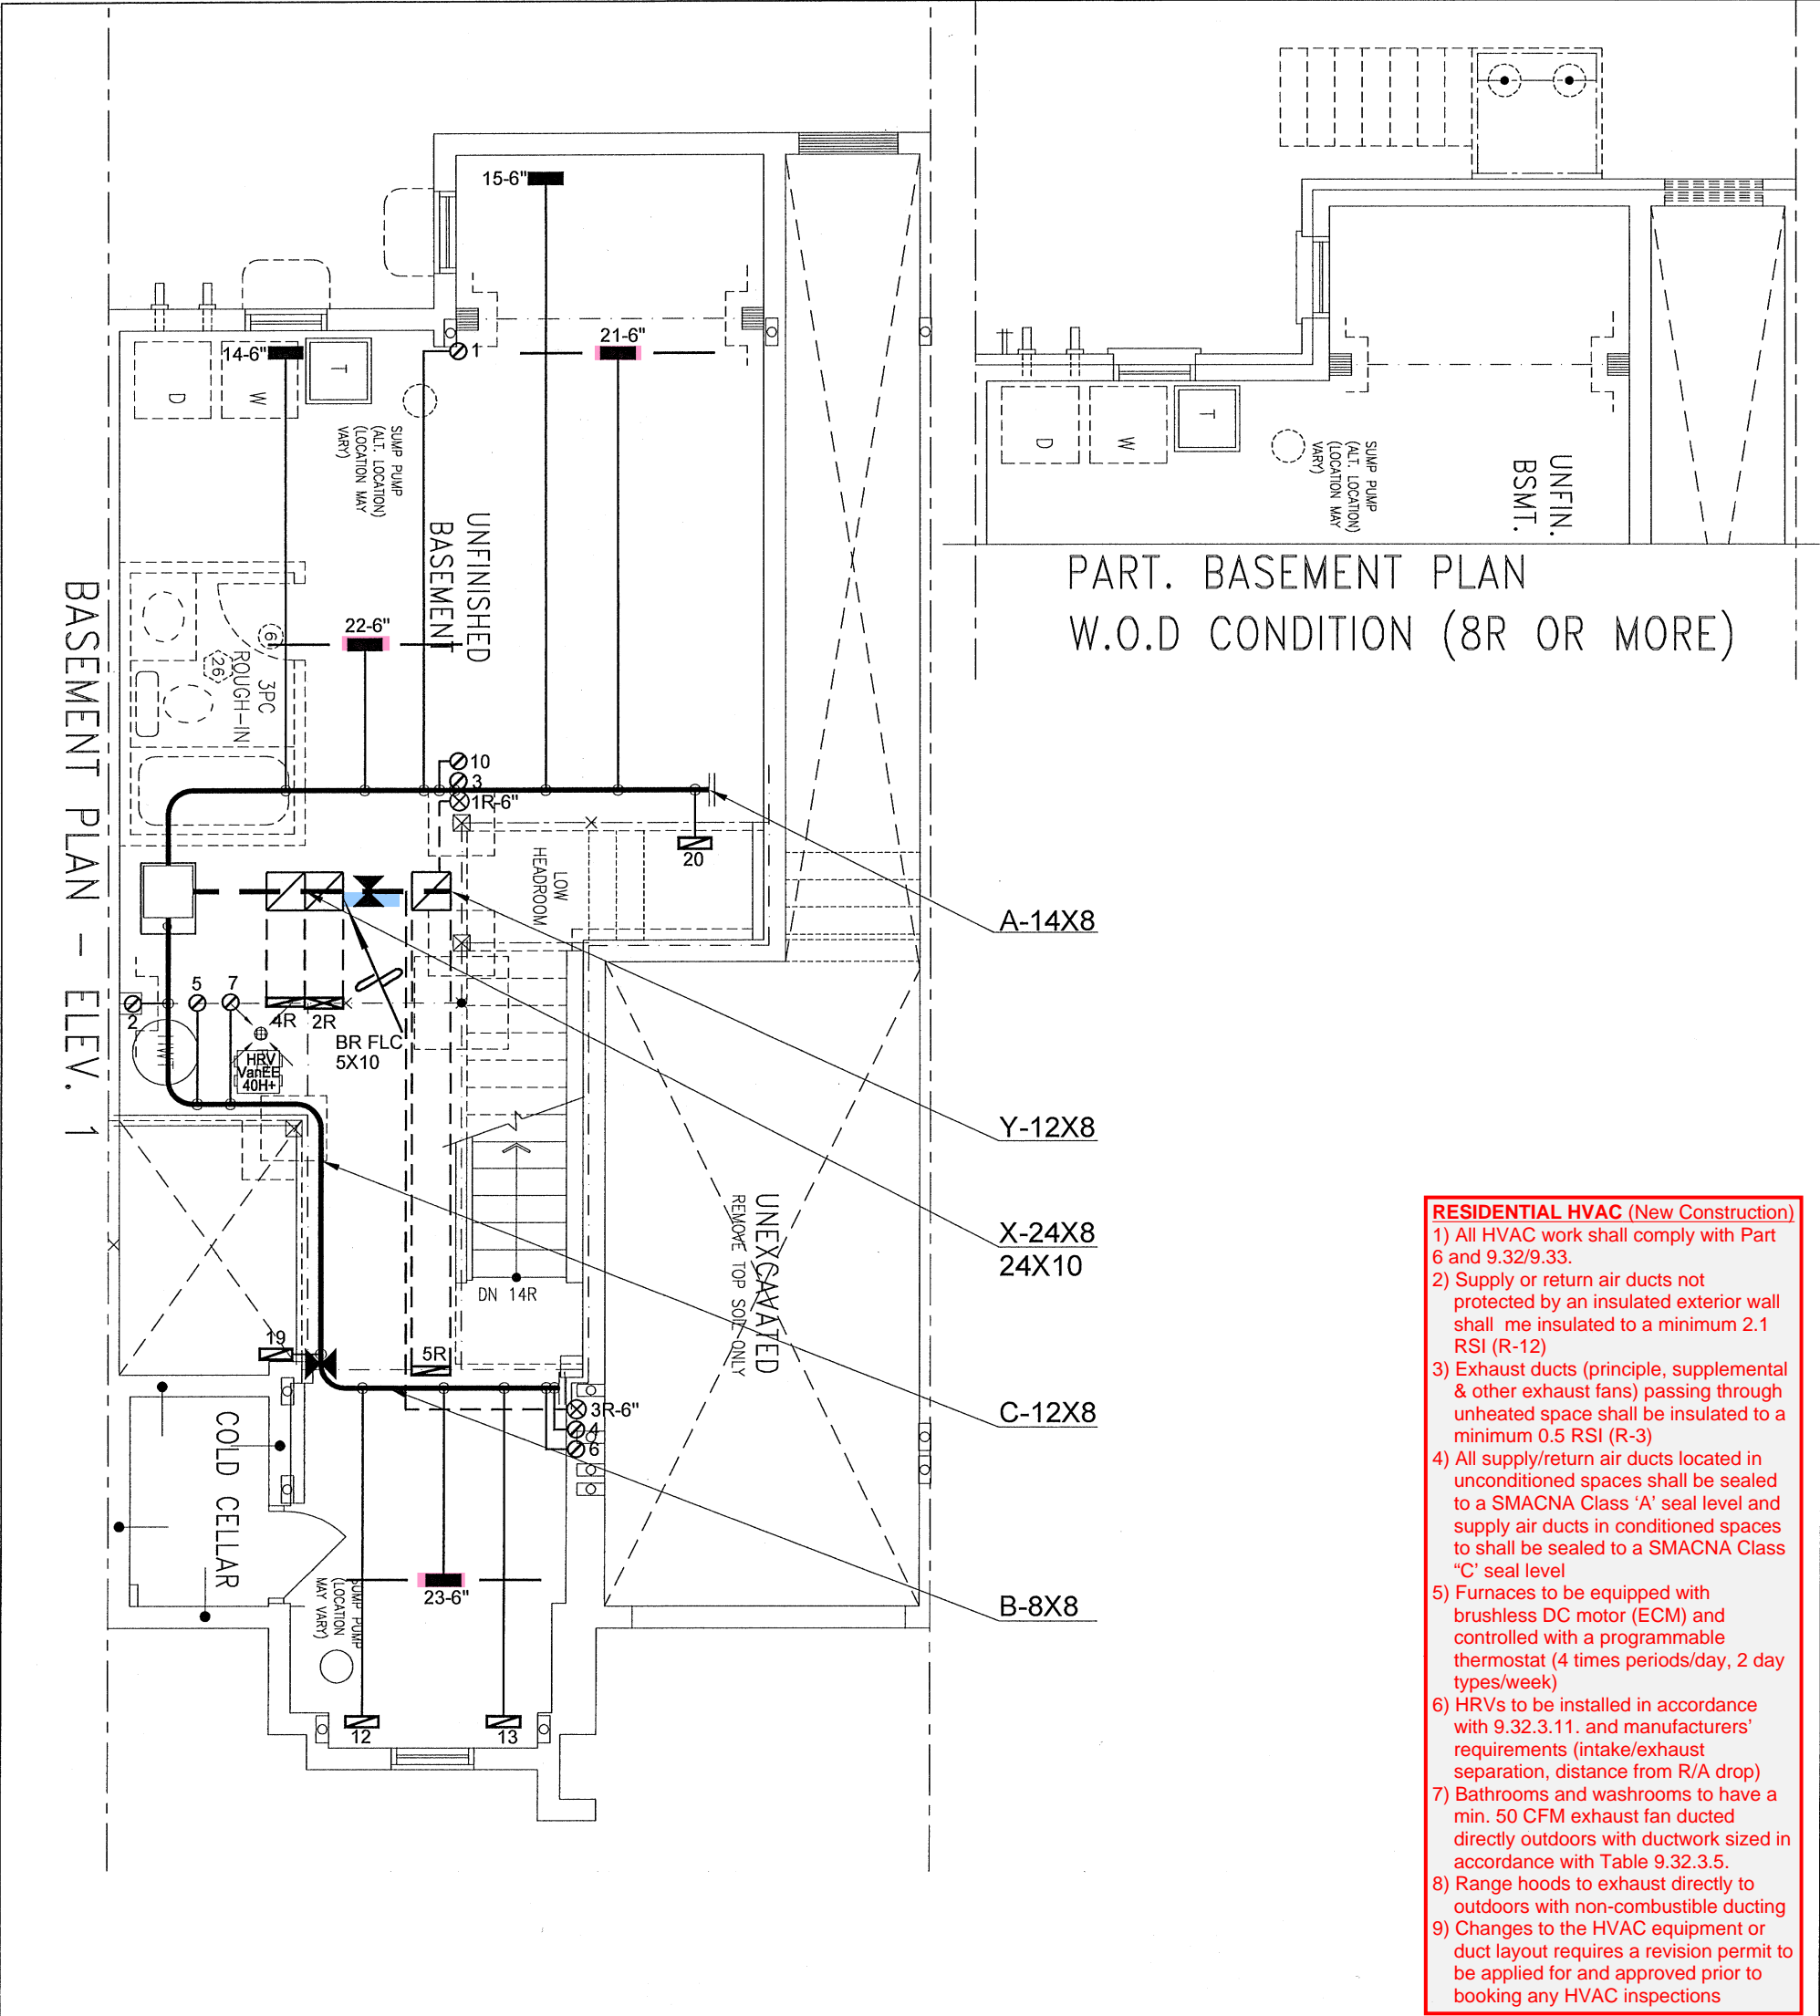 15-6"
21-6"
14-6"
1
T
D
W
SUMP PUMP
(ALT. LOCATION)
(LOCATION MAY
VARY)
UNFINISHED
BASEMENT
22-6"
6
26
3PC
ROUGH-IN
10
3
1R-6"
20
LOW
HEADROOM
BASEMENT PLAN - ELEV. 1
5
7
2
4R
2R
BR FLC
5X10
HRV
VanEE
40H+
DN 14R
UNEXCAVATED
REMOVE TOP SOIL ONLY
19
5R
3R-6"
4
6
COLD CELLAR
23-6"
SUMP PUMP
(LOCATION
MAY VARY)
12
13
D
W
T
SUMP PUMP
(ALT. LOCATION)
(LOCATION MAY
VARY)
UNFIN.
BSMT.
PART. BASEMENT PLAN
W.O.D CONDITION (8R OR MORE)
A-14X8
Y-12X8
X-24X8
24X10
C-12X8
B-8X8
RESIDENTIAL HVAC (New Construction)
1) All HVAC work shall comply with Part
6 and 9.32/9.33.
2) Supply or return air ducts not
protected by an insulated exterior wall
shall me insulated to a minimum 2.1
RSI (R-12)
3) Exhaust ducts (principle, supplemental
& other exhaust fans) passing through
unheated space shall be insulated to a
minimum 0.5 RSI (R-3)
4) All supply/return air ducts located in
unconditioned spaces shall be sealed
to a SMACNA Class ‘A’ seal level and
supply air ducts in conditioned spaces
to shall be sealed to a SMACNA Class
“C’ seal level
5) Furnaces to be equipped with
brushless DC motor (ECM) and
controlled with a programmable
thermostat (4 times periods/day, 2 day
types/week)
6) HRVs to be installed in accordance
with 9.32.3.11. and manufacturers’
requirements (intake/exhaust
separation, distance from R/A drop)
7) Bathrooms and washrooms to have a
min. 50 CFM exhaust fan ducted
directly outdoors with ductwork sized in
accordance with Table 9.32.3.5.
8) Range hoods to exhaust directly to
outdoors with non-combustible ducting
9) Changes to the HVAC equipment or
duct layout requires a revision permit to
be applied for and approved prior to
booking any HVAC inspections